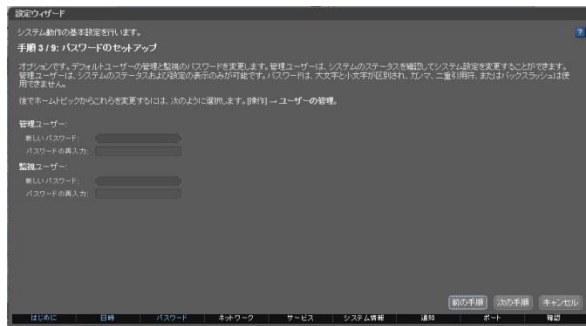 設定ウィザード
システム動作の基本設定を行います。
手順 3 / 9: パスワードのセットアップ
オプションです。デフォルトユーザーの管理と監視のパスワードを変更します。管理ユーザーは、システムのステータスを確認してシステム設定を変更することができます。
管理ユーザーは、システムのステータスおよび設定の表示のみが可能です。パスワードは、大文字と小文字が区別され、カンマ、二重引用符、またはバックスラッシュは使
用できません。
後でホームトピックからこれらを変更するには、次のように選択します。[操作] → ユーザーの管理。
管理ユーザー:
新しいパスワード:
パスワードの再入力:
監視ユーザー:
新しいパスワード:
パスワードの再入力:
前の手順 次の手順 キャンセル
はじめに 日時 パスワード ネットワーク サービス システム情報 通知 ポート 確認